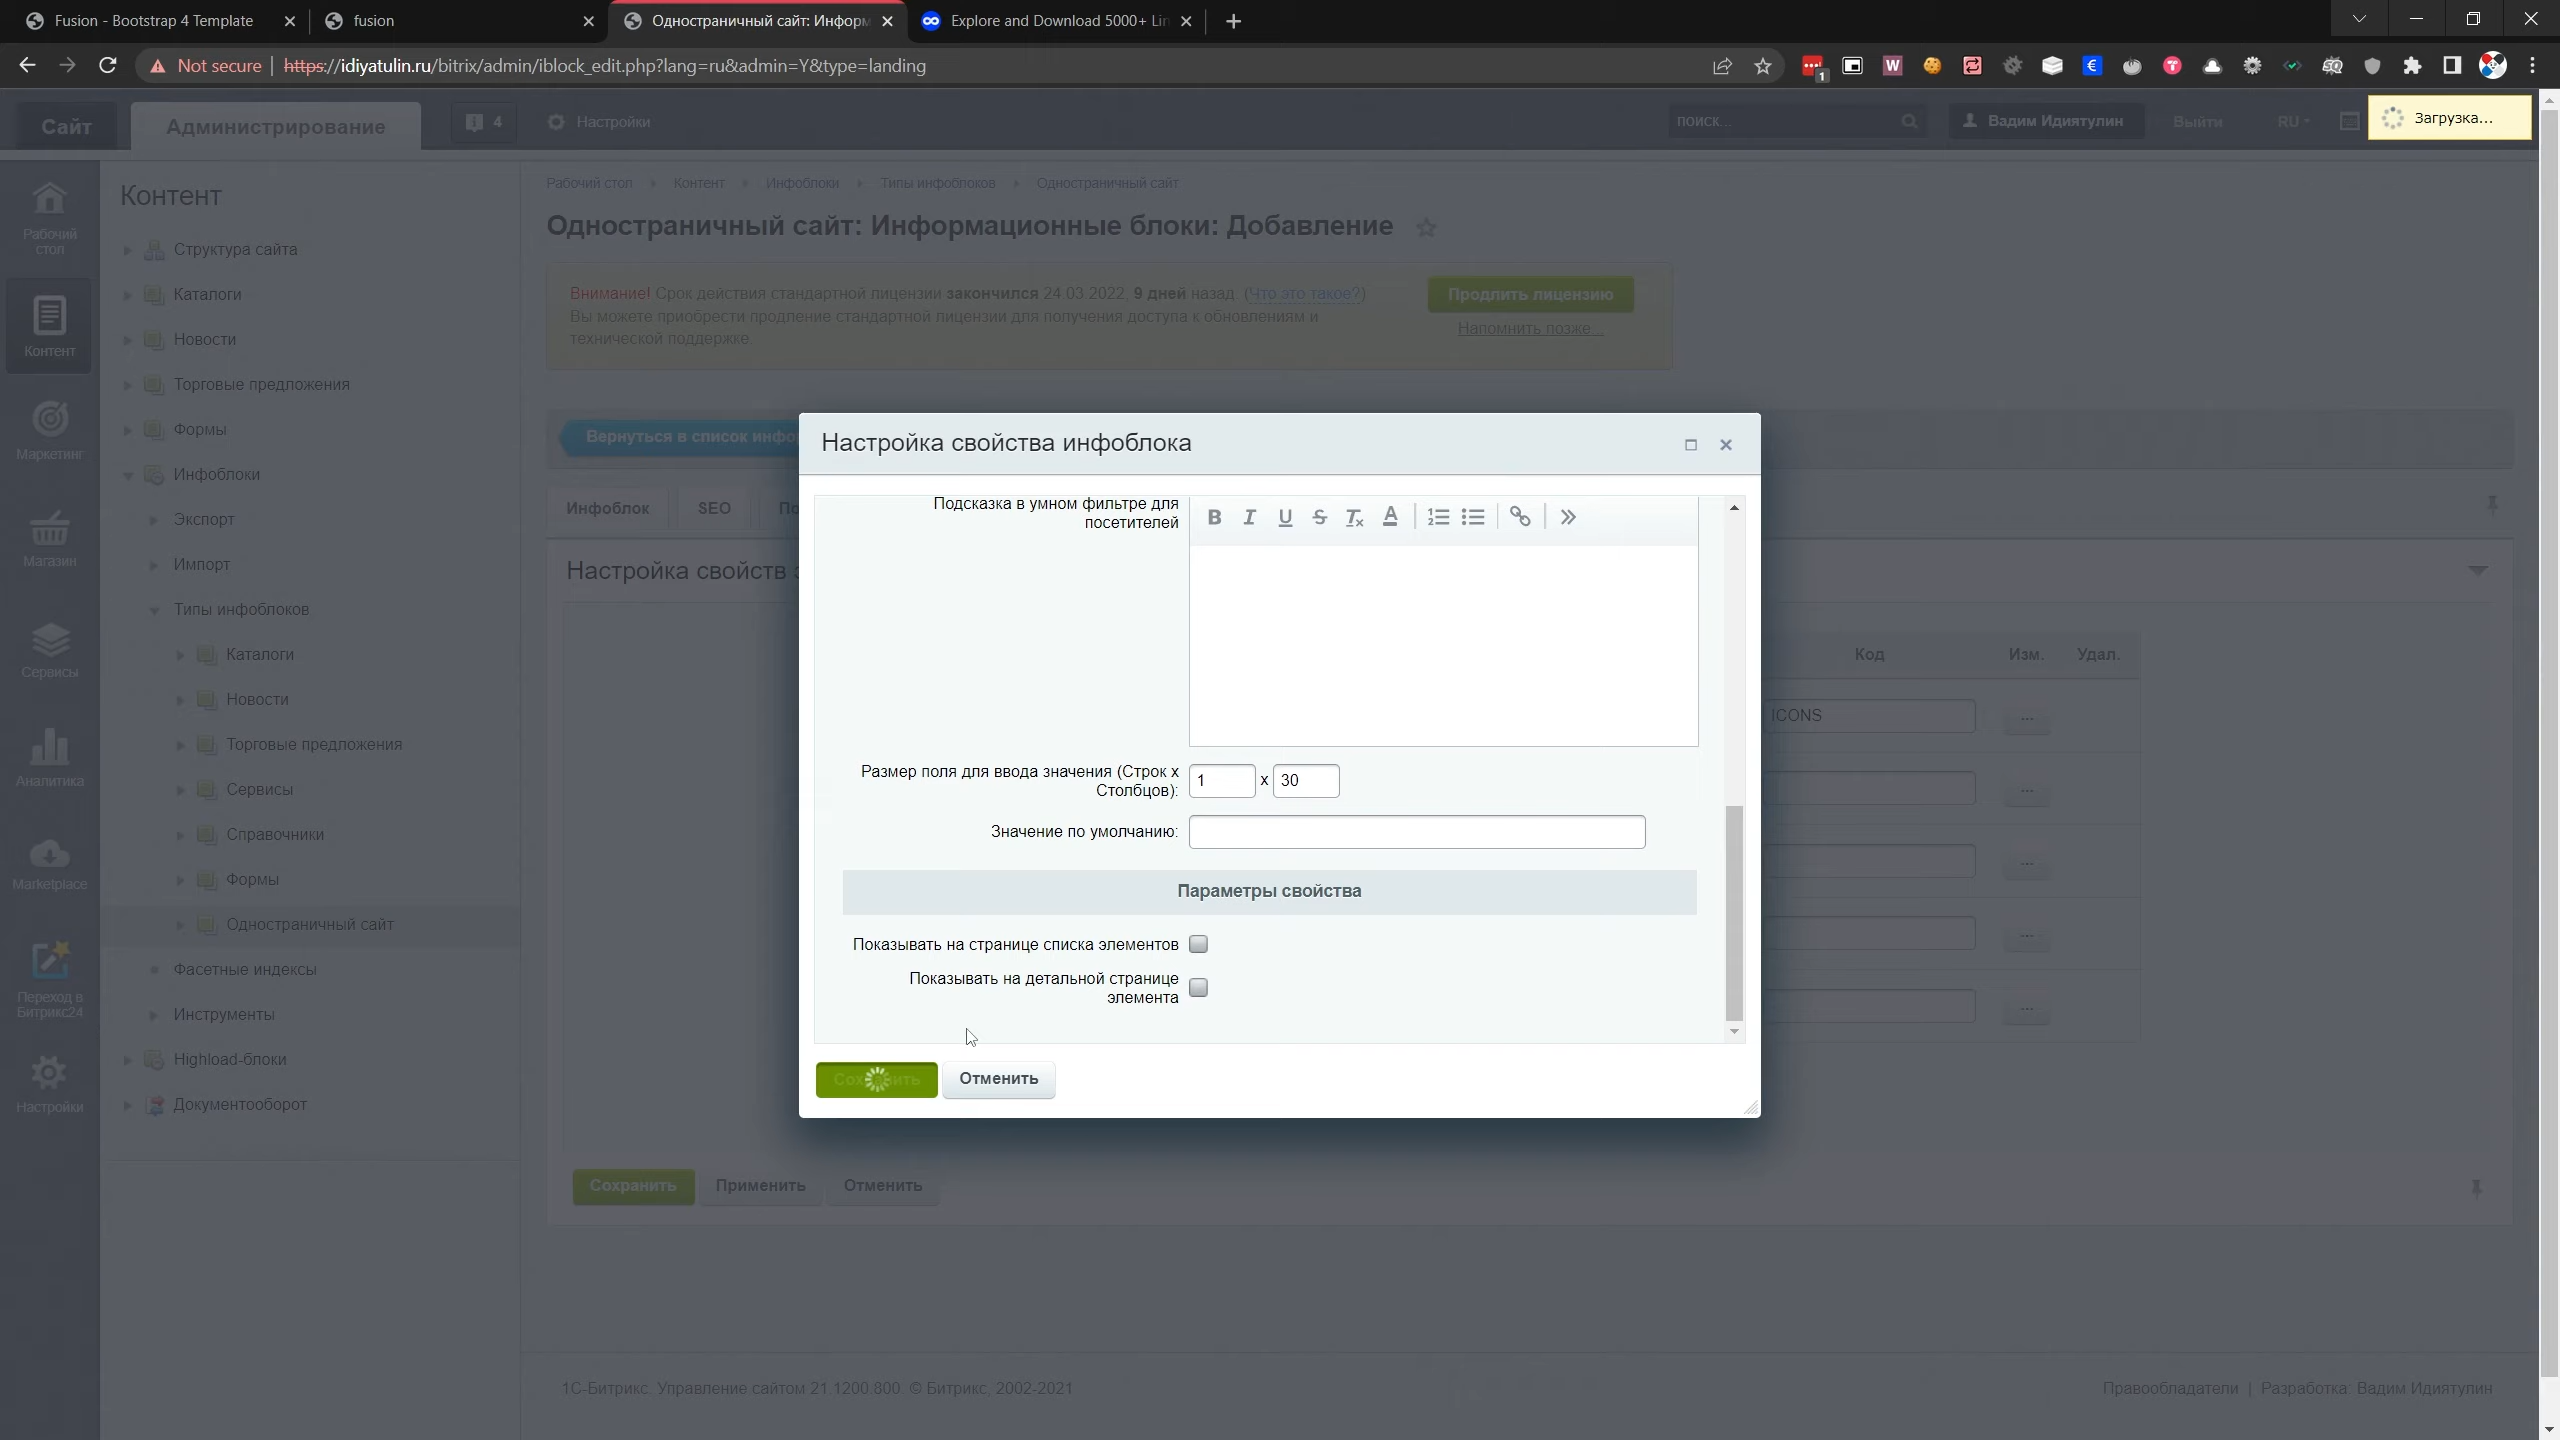 Fusion - Bootstrap 4 Template
fusion
Одностраничный сайт: Информ
Explore and Download 5000+ Lin
Not secure
https://idiyatulin.ru/bitrix/admin/iblock_edit.php?lang=ru&admin=Y&type=landing
1
Сайт
Администрирование
4
Настройки
поиск...
Вадим Идиятулин
Выйти
RU
Загрузка...
Рабочий стол
Контент
Маркетинг
Магазин
Сервисы
Аналитика
Marketplace
Переход в Битрикс24
Настройки
Контент
Структура сайта
Каталоги
Новости
Торговые предложения
Формы
Инфоблоки
Экспорт
Импорт
Типы инфоблоков
Каталоги
Новости
Торговые предложения
Сервисы
Справочники
Формы
Одностраничный сайт
Фасетные индексы
Инструменты
Highload-блоки
Документооборот
Рабочий стол
Контент
Инфоблоки
Типы инфоблоков
Одностраничный сайт
Одностраничный сайт: Информационные блоки: Добавление
Внимание! Срок действия стандартной лицензии закончился 24.03.2022, 9 дней назад. (Что это такое?)
Вы можете приобрести продление стандартной лицензии для получения доступа к обновлениям и
технической поддержке.
Продлить лицензию
Напомнить позже...
Вернуться в список инфор
Инфоблок
SEO
По
Настройка свойств э
Код
Изм.
Удал.
ICONS
...
...
...
...
...
Настройка свойства инфоблока
Подсказка в умном фильтре для
посетителей
Размер поля для ввода значения (Строк x
Столбцов):
1 x 30
Значение по умолчанию:
Параметры свойства
Показывать на странице списка элементов
Показывать на детальной странице
элемента
Сохранить
Отменить
Сохранить
Применить
Отменить
1С-Битрикс. Управление сайтом 21.1200.800. © Битрикс, 2002-2021
Правообладатели | Разработка: Вадим Идиятулин